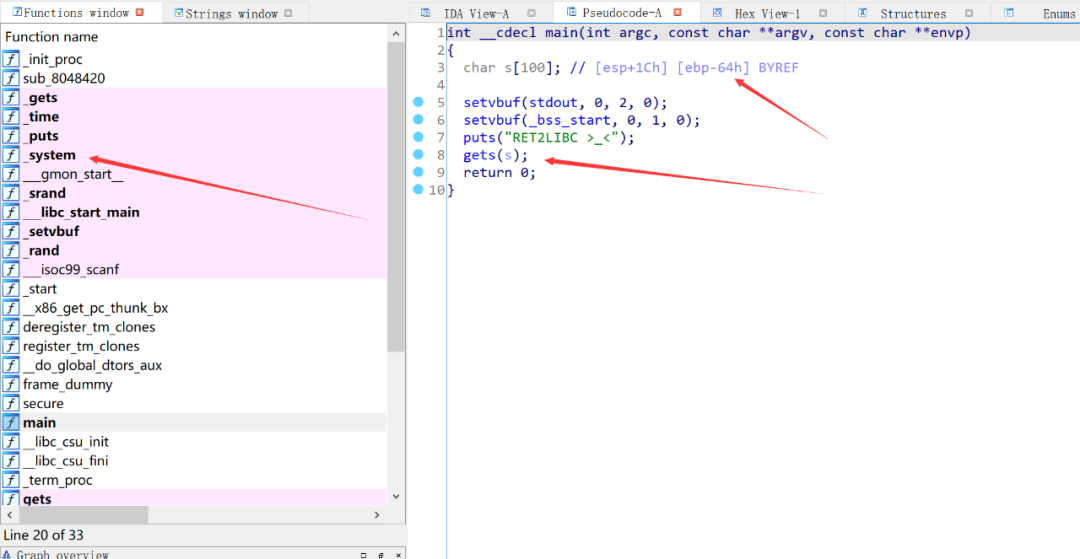 Functions window
Strings window
IDA View-A
Pseudocode-A
Hex View-1
Structures
Enums
Function name
_init_proc
sub_8048420
_gets
_time
_puts
_system
___gmon_start__
_srand
___libc_start_main
_setvbuf
_rand
___isoc99_scanf
_start
__x86_get_pc_thunk_bx
deregister_tm_clones
register_tm_clones
__do_global_dtors_aux
frame_dummy
secure
main
__libc_csu_init
__libc_csu_fini
_term_proc
gets
Line 20 of 33
Graph overview
1 int __cdecl main(int argc, const char **argv, const char **envp)
2 {
3 char s[100]; // [esp+1Ch] [ebp-64h] BYREF
4
5 setvbuf(stdout, 0, 2, 0);
6 setvbuf(_bss_start, 0, 1, 0);
7 puts("RET2LIBC >_<");
8 gets(s);
9 return 0;
10 }